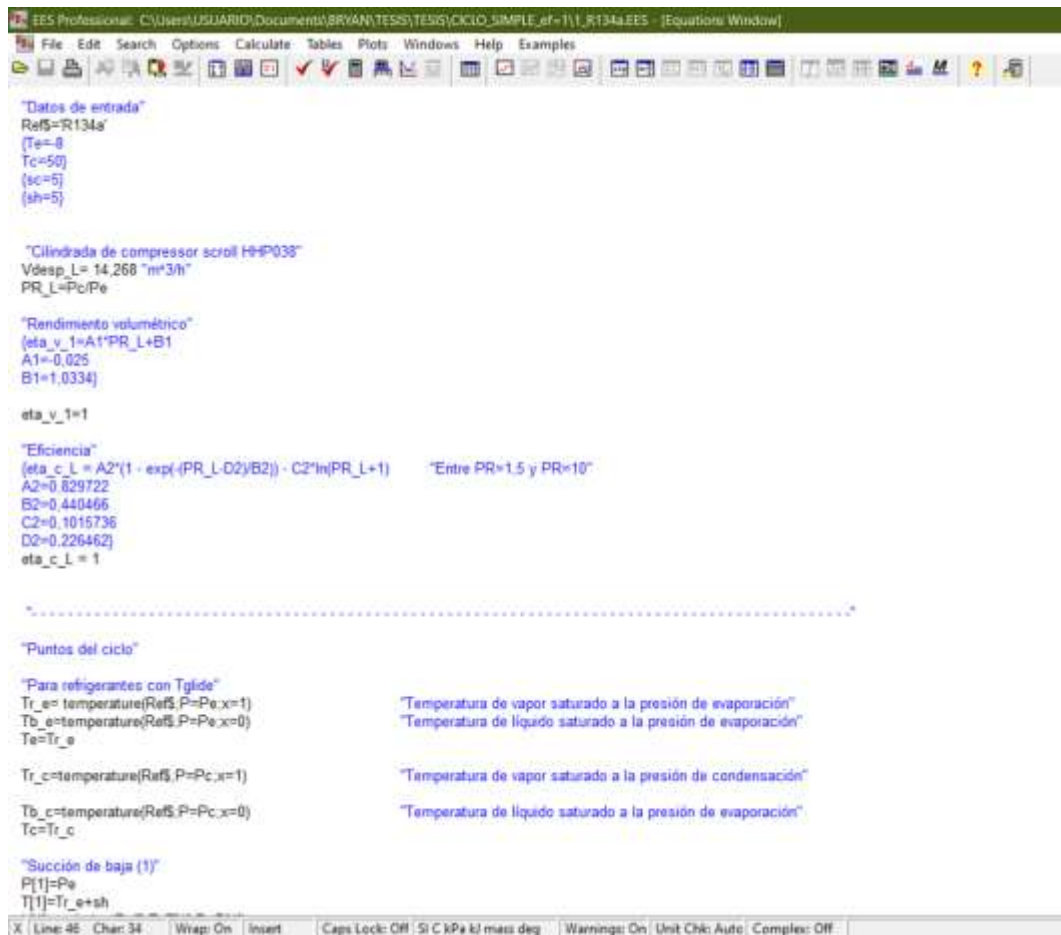 EES Professional: C:\Users\USUARIO\Documents\BRYAN\TESIS\TESIS\CICLO_SIMPLE_ef=1\1_R134a.EES - [Equations Window]
File Edit Search Options Calculate Tables Plots Windows Help Examples
"Datos de entrada"
Ref$='R134a'
{Te=-8
Tc=50}
{sc=5}
{sh=5}
"Cilindrada de compressor scroll HHP038"
Vdesp_L= 14,268 "m^3/h"
PR_L=Pc/Pe
"Rendimiento volumétrico"
{eta_v_1=A1*PR_L+B1
A1=-0,025
B1=1,0334}
eta_v_1=1
"Eficiencia"
{eta_c_L = A2*(1 - exp(-(PR_L-D2)/B2)) - C2*ln(PR_L+1) "Entre PR=1,5 y PR=10"
A2=0,829722
B2=0,440466
C2=0,1015736
D2=0,226462}
eta_c_L = 1
"Puntos del ciclo"
"Para refrigerantes con Tglide"
Tr_e= temperature(Ref$;P=Pe;x=1) "Temperatura de vapor saturado a la presión de evaporación"
Tb_e=temperature(Ref$;P=Pe;x=0) "Temperatura de líquido saturado a la presión de evaporación"
Te=Tr_e
Tr_c=temperature(Ref$;P=Pc;x=1) "Temperatura de vapor saturado a la presión de condensación"
Tb_c=temperature(Ref$;P=Pc;x=0) "Temperatura de líquido saturado a la presión de evaporación"
Tc=Tr_c
"Succión de baja (1)"
P[1]=Pe
T[1]=Tr_e+sh
X Line: 46 Char: 34 Wrap: On Insert Caps Lock: Off SI C kPa kJ mass deg Warnings: On Unit Chk: Auto Complex: Off